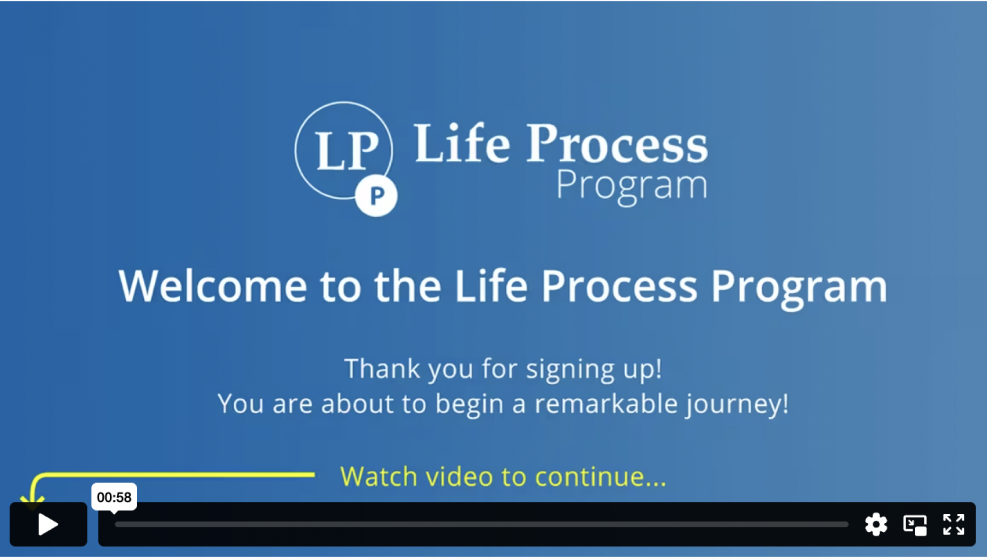 LP
P
Life Process
Program
Welcome to the Life Process Program
Thank you for signing up!
You are about to begin a remarkable journey!
Watch video to continue...
00:58